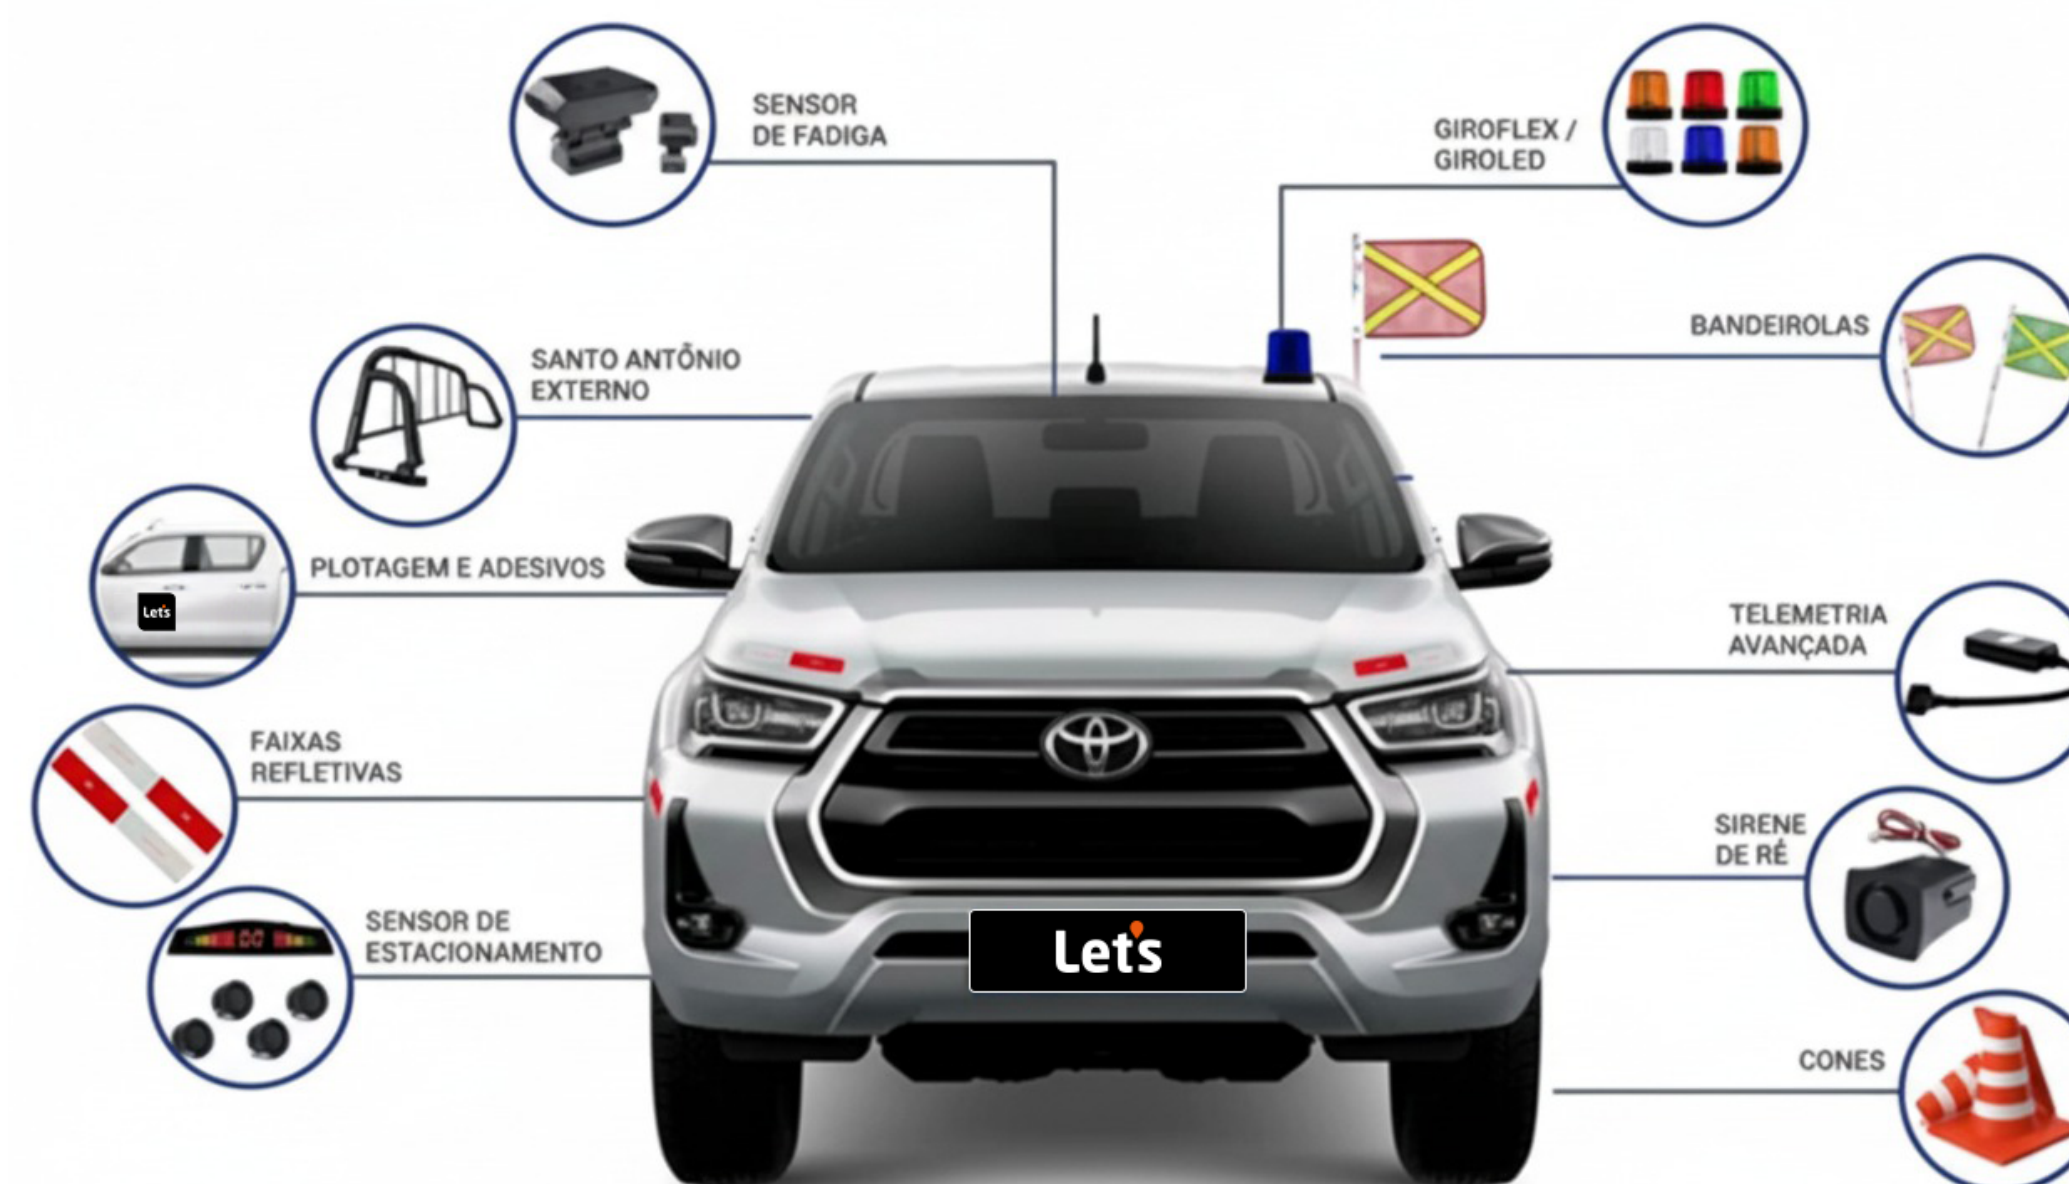 SENSOR
DE FADIGA
GIROFLEX /
GIROLED
BANDEIROLAS
SANTO ANTÔNIO
EXTERNO
PLOTAGEM E ADESIVOS
Let's
TELEMETRIA
AVANÇADA
FAIXAS
REFLETIVAS
SIRENE
DE RÉ
SENSOR DE
ESTACIONAMENTO
Let's
CONES